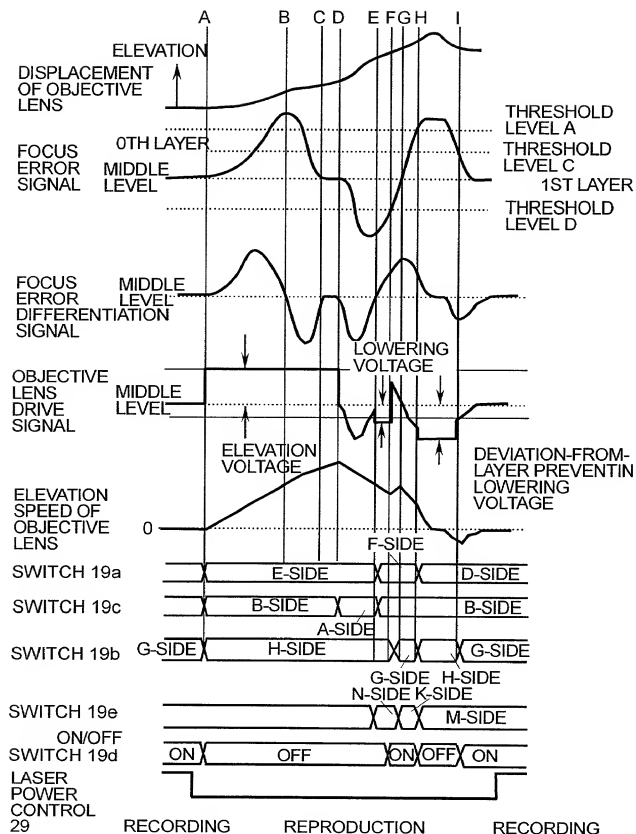 A B C D E F G H I
ELEVATION
DISPLACEMENT
OF OBJECTIVE
LENS
THRESHOLD
LEVEL A
0TH LAYER
THRESHOLD
LEVEL C
FOCUS
ERROR
SIGNAL
MIDDLE
LEVEL
1ST LAYER
THRESHOLD
LEVEL D
FOCUS
ERROR
DIFFERENTIATION
SIGNAL
MIDDLE
LEVEL
LOWERING
VOLTAGE
OBJECTIVE
LENS
DRIVE
SIGNAL
MIDDLE
LEVEL
ELEVATION
VOLTAGE
DEVIATION-FROM-
LAYER PREVENTIN
LOWERING
VOLTAGE
ELEVATION
SPEED OF
OBJECTIVE
LENS
0
F-SIDE
SWITCH 19a
E-SIDE
D-SIDE
SWITCH 19c
B-SIDE
A-SIDE
B-SIDE
SWITCH 19b
G-SIDE
H-SIDE
G-SIDE
G-SIDE
H-SIDE
N-SIDE
K-SIDE
SWITCH 19e
M-SIDE
ON/OFF
SWITCH 19d
ON
OFF
ON
OFF
ON
LASER
POWER
CONTROL
29
RECORDING
REPRODUCTION
RECORDING